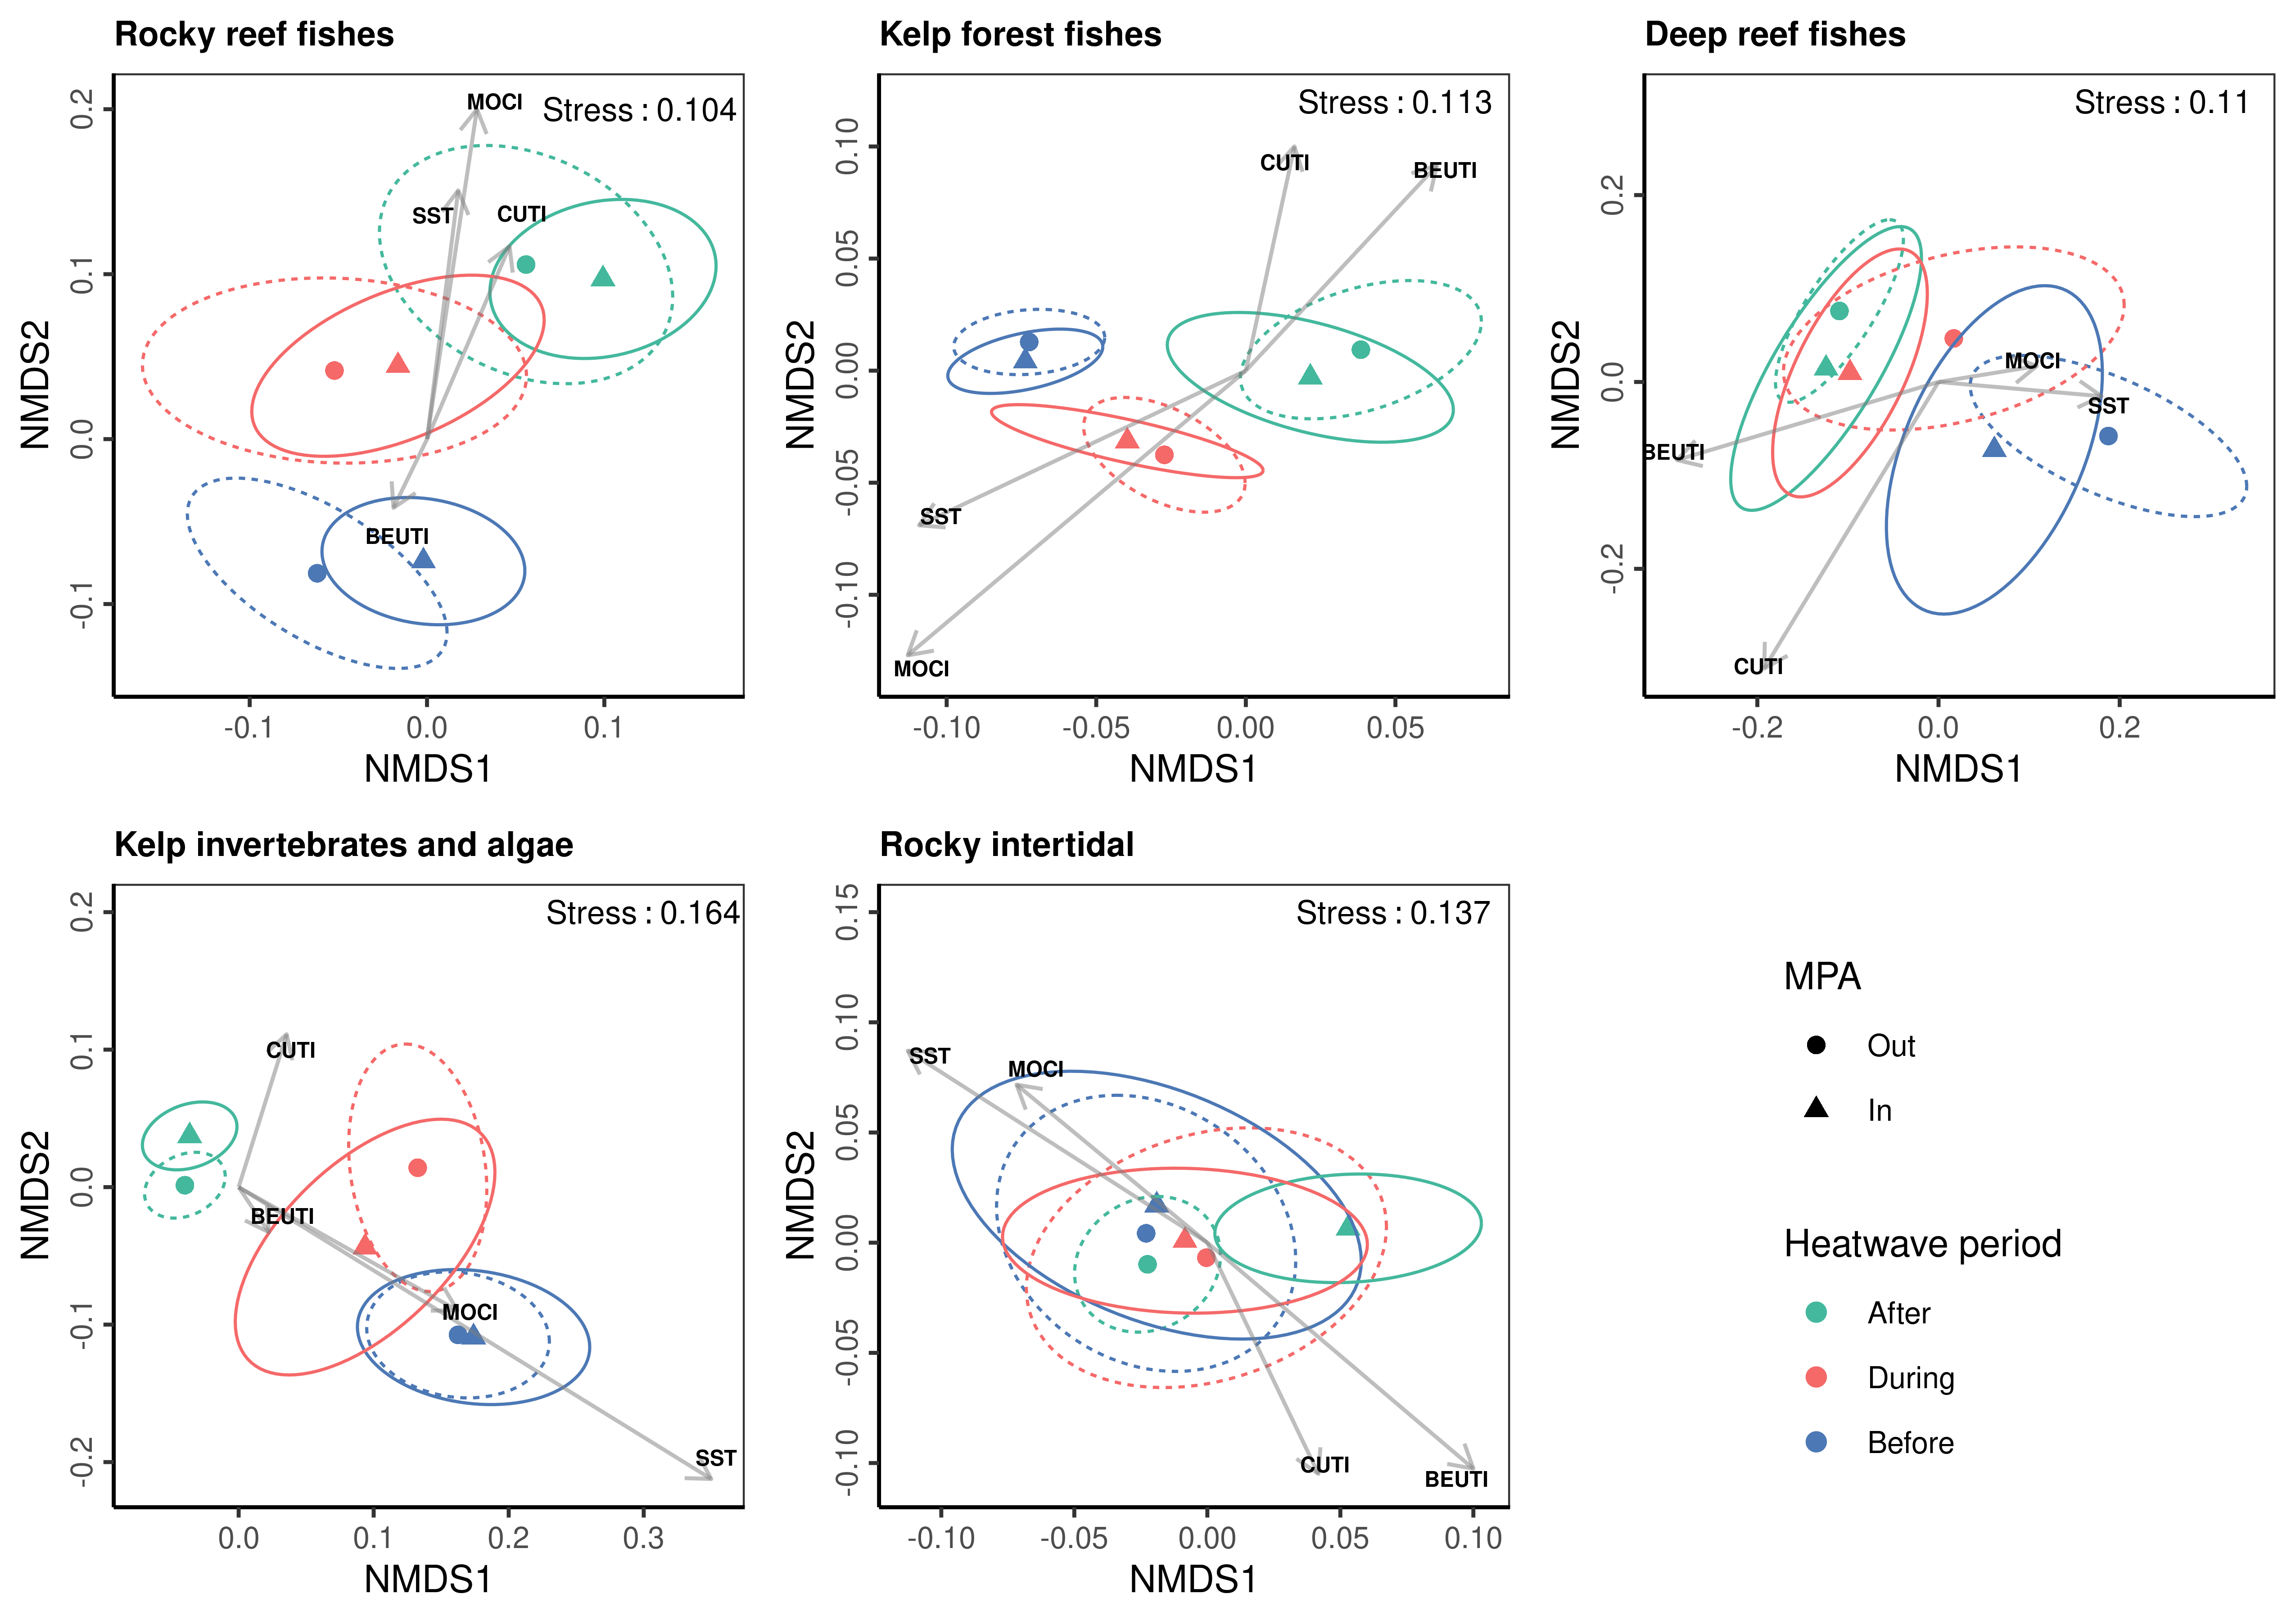 Rocky reef fishes
Stress : 0.104
MOCI
SST
CUTI
BEUTI
0.2
0.1
0.0
-0.1
NMDS2
-0.1
0.0
0.1
NMDS1
Kelp forest fishes
Stress : 0.113
CUTI
BEUTI
SST
MOCI
0.10
0.05
0.00
-0.05
-0.10
NMDS2
-0.10
-0.05
0.00
0.05
NMDS1
Deep reef fishes
Stress : 0.11
MOCI
SST
BEUTI
CUTI
0.2
0.0
-0.2
NMDS2
-0.2
0.0
0.2
NMDS1
Kelp invertebrates and algae
Stress : 0.164
CUTI
BEUTI
MOCI
SST
0.2
0.1
0.0
-0.1
-0.2
NMDS2
0.0
0.1
0.2
0.3
NMDS1
Rocky intertidal
Stress : 0.137
SST
MOCI
CUTI
BEUTI
0.15
0.10
0.05
0.00
-0.05
-0.10
NMDS2
-0.10
-0.05
0.00
0.05
0.10
NMDS1
MPA
Out
In
Heatwave period
After
During
Before